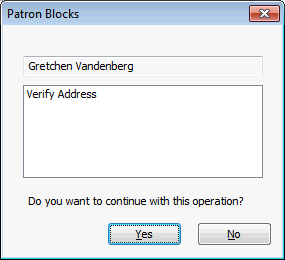 Patron Blocks
Gretchen Vandenberg
Verify Address
Do you want to continue with this operation?
Yes No